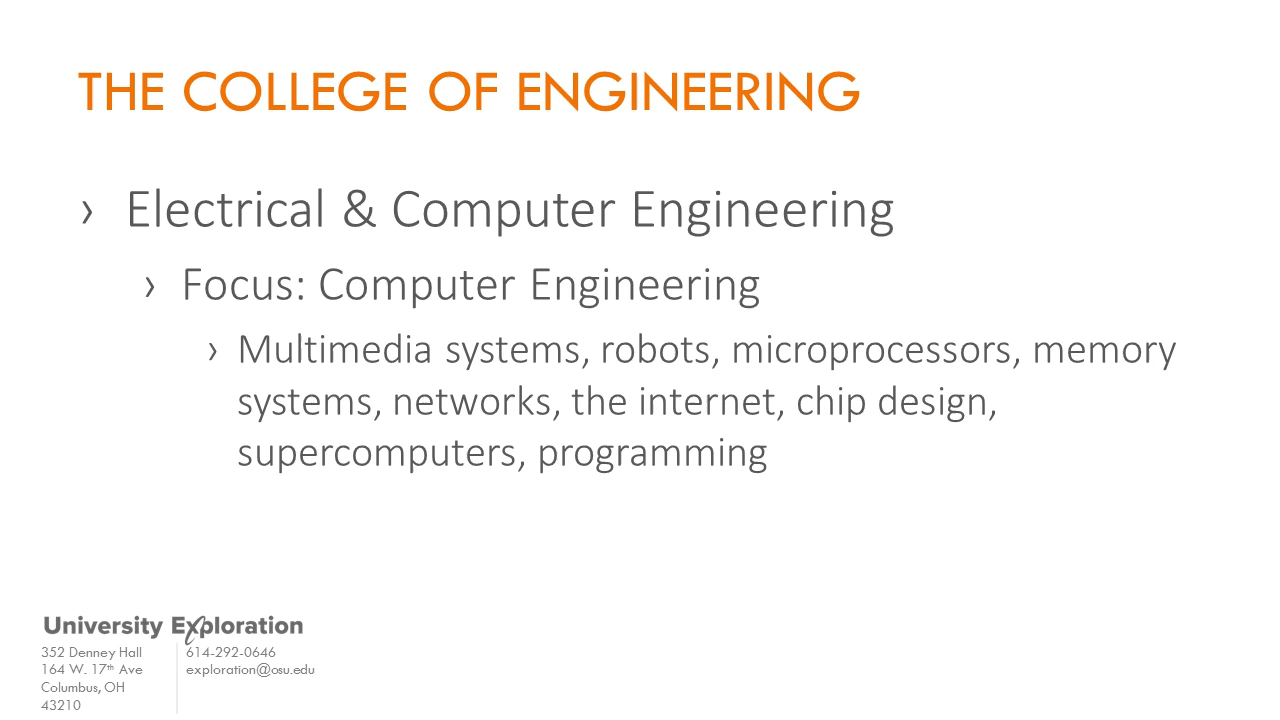 THE COLLEGE OF ENGINEERING
› Electrical & Computer Engineering
› Focus: Computer Engineering
› Multimedia systems, robots, microprocessors, memory
systems, networks, the internet, chip design,
supercomputers, programming
University Exploration
352 Denney Hall
164 W. 17th Ave
Columbus, OH
43210
614-292-0646
exploration@osu.edu